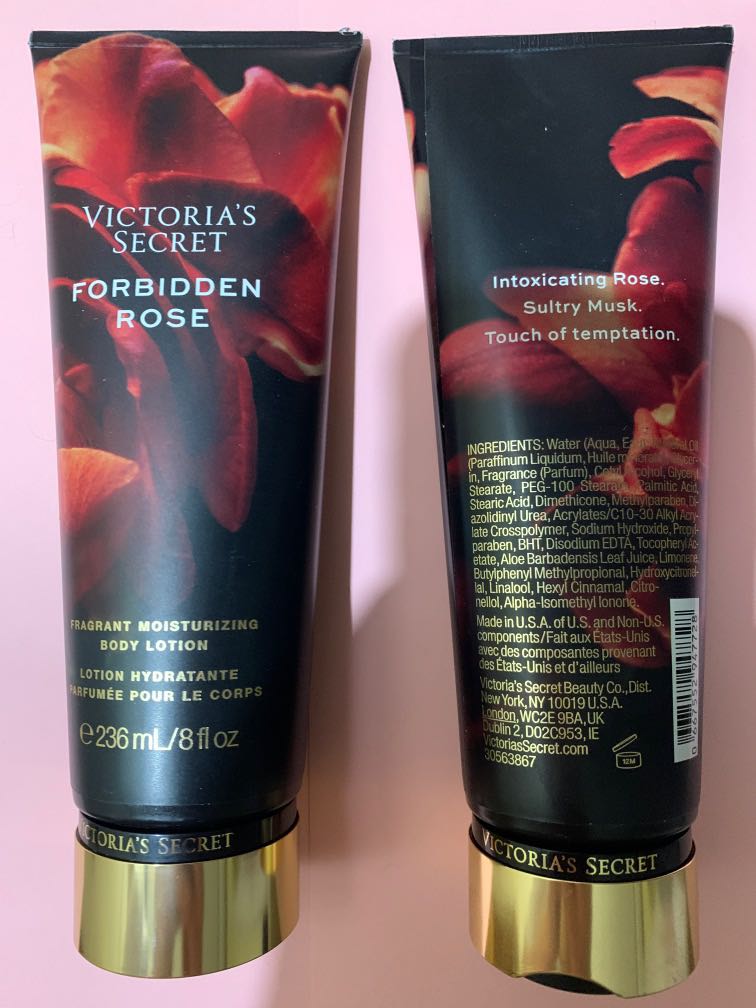 VICTORIA'S
SECRET
FORBIDDEN
ROSE
FRAGRANT MOISTURIZING
BODY LOTION
LOTION HYDRATANTE
PARFUMÉE POUR LE CORPS
e 236 mL/8 fl oz
VICTORIA'S SECRET
Intoxicating Rose.
Sultry Musk.
Touch of temptation.
INGREDIENTS: Water (Aqua, Oil
(Paraffinum Liquidum, Huile
in, Fragrance (Parfum), Cetyl Alcohol, Glyceryl
Stearate, PEG-100 Stearate, Palmitic Acid,
Stearic Acid, Dimethicone, Methylparaben, Di-
azolidinyl Urea, Acrylates/C10-30 Alkyl Acry-
late Crosspolymer, Sodium Hydroxide, Propyl-
paraben, BHT, Disodium EDTA, Tocopheryl Ac-
etate, Aloe Barbadensis Leaf Juice, Limonene,
Butylphenyl Methylpropional, Hydroxycitronel-
lal, Linalool, Hexyl Cinnamal, Citro-
nellol, Alpha-Isomethyl Ionone.
Made in U.S.A. of U.S. and Non-U.S.
components/Fait aux États-Unis
avec des composantes provenant
des États-Unis et d'ailleurs
Victoria's Secret Beauty Co., Dist.
New York, NY 10019 U.S.A.
London, WC2E 9BA, UK
Dublin 2, D02C953, IE
VictoriasSecret.com
30563867
12M
0 667552 947728
VICTORIA'S SECRET